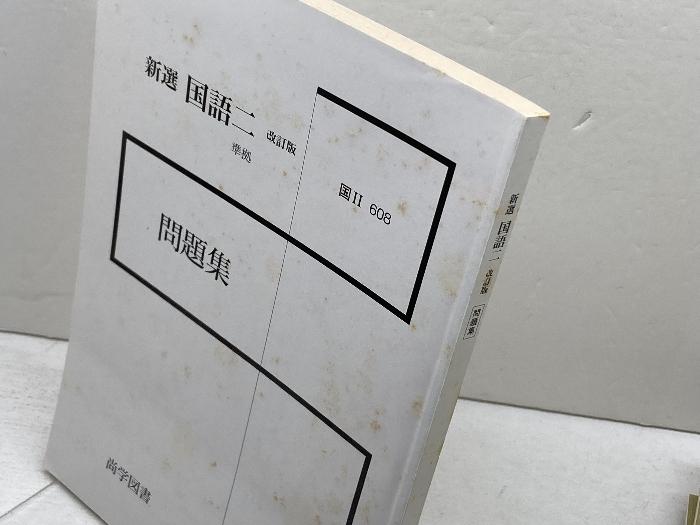 新選 国語二 改訂版
準拠
国II 608
問題集
尚学図書
新選 国語二 改訂版 問題集